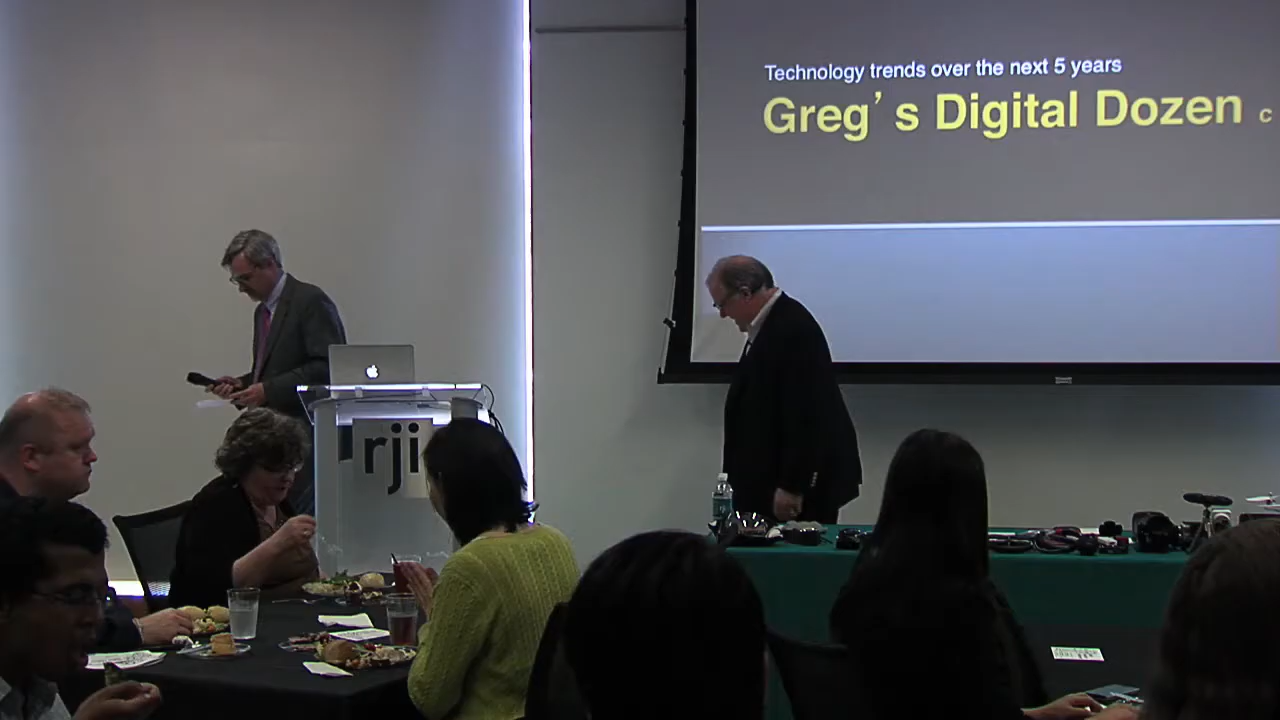 Technology trends over the next 5 years
Greg's Digital Dozen c
rji